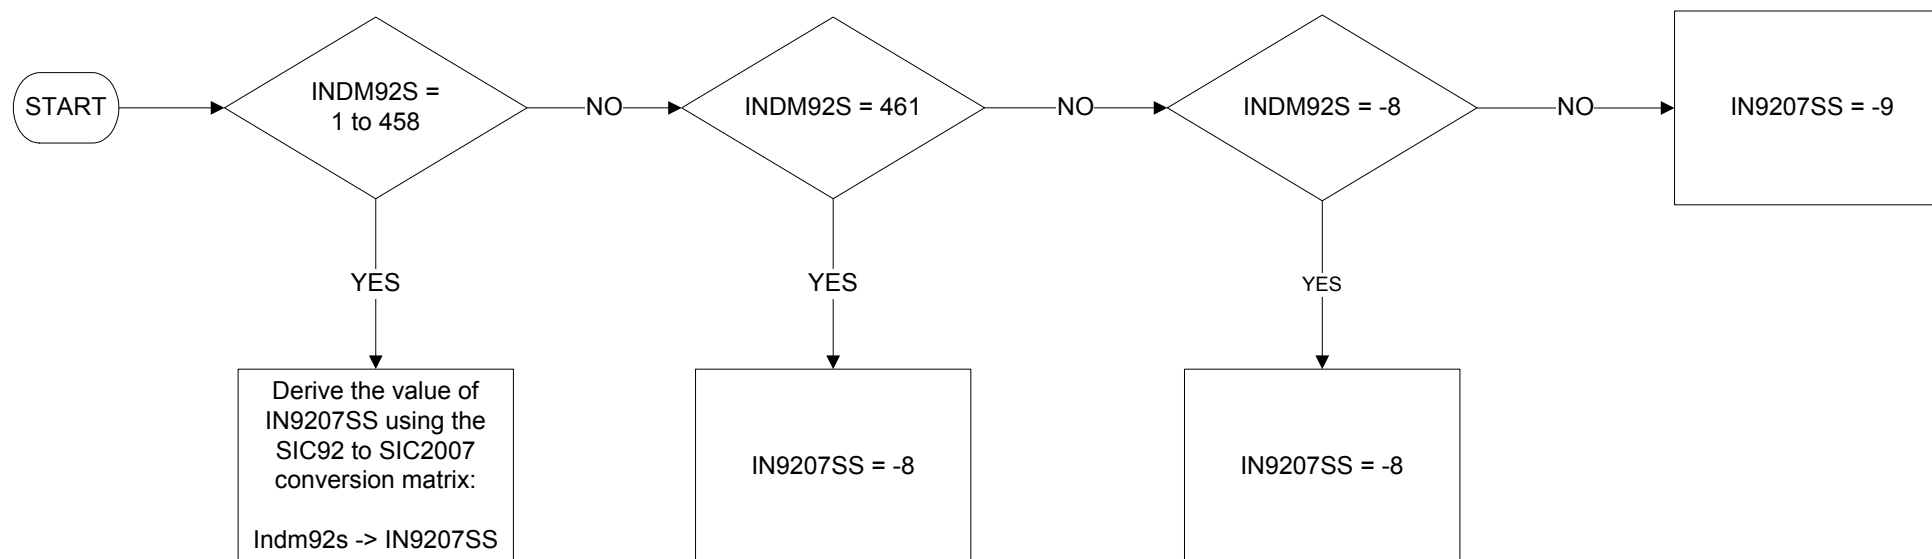 START
INDM92S =
1 to 458
NO
INDM92S = 461
NO
INDM92S = -8
NO
IN9207SS = -9
YES
YES
YES
Derive the value of
IN9207SS using the
SIC92 to SIC2007
conversion matrix:
Indm92s -> IN9207SS
IN9207SS = -8
IN9207SS = -8